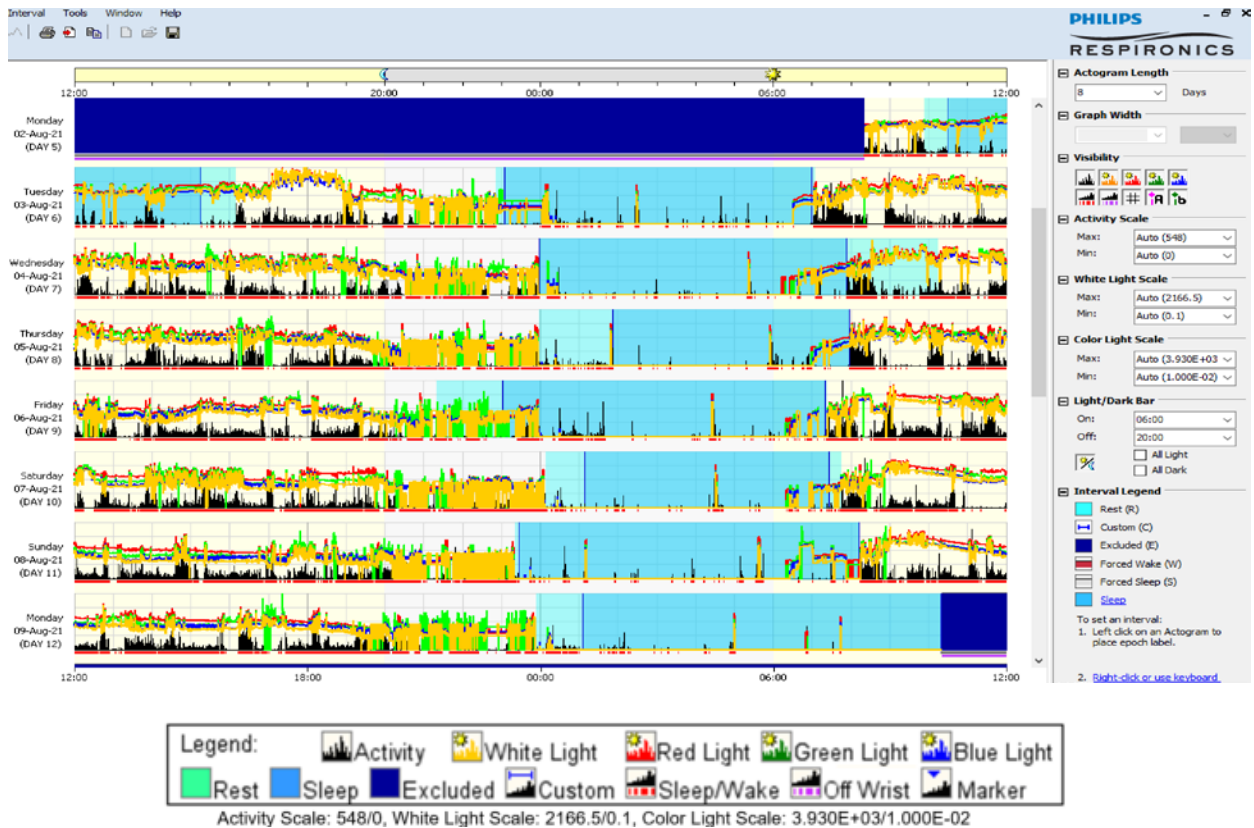 Interval Tools Window Help
PHILIPS
RESPIRONICS
12:00 20:00 00:00 06:00 12:00
Monday
02-Aug-21
(DAY 5)
Tuesday
03-Aug-21
(DAY 6)
Wednesday
04-Aug-21
(DAY 7)
Thursday
05-Aug-21
(DAY 8)
Friday
06-Aug-21
(DAY 9)
Saturday
07-Aug-21
(DAY 10)
Sunday
08-Aug-21
(DAY 11)
Monday
09-Aug-21
(DAY 12)
12:00 18:00 00:00 06:00 12:00
Actogram Length
8 Days
Graph Width
Visibility
Activity Scale
Max: Auto (548)
Min: Auto (0)
White Light Scale
Max: Auto (2166.5)
Min: Auto (0.1)
Color Light Scale
Max: Auto (3.930E+03
Min: Auto (1.000E-02)
Light/Dark Bar
On: 06:00
Off: 20:00
All Light
All Dark
Interval Legend
Rest (R)
Custom (C)
Excluded (E)
Forced Wake (W)
Forced Sleep (S)
Sleep
To set an interval:
1. Left click on an Actogram to
place epoch label.
2. Right-click or use keyboard
Legend: Activity White Light Red Light Green Light Blue Light
Rest Sleep Excluded Custom Sleep/Wake Off Wrist Marker
Activity Scale: 548/0, White Light Scale: 2166.5/0.1, Color Light Scale: 3.930E+03/1.000E-02